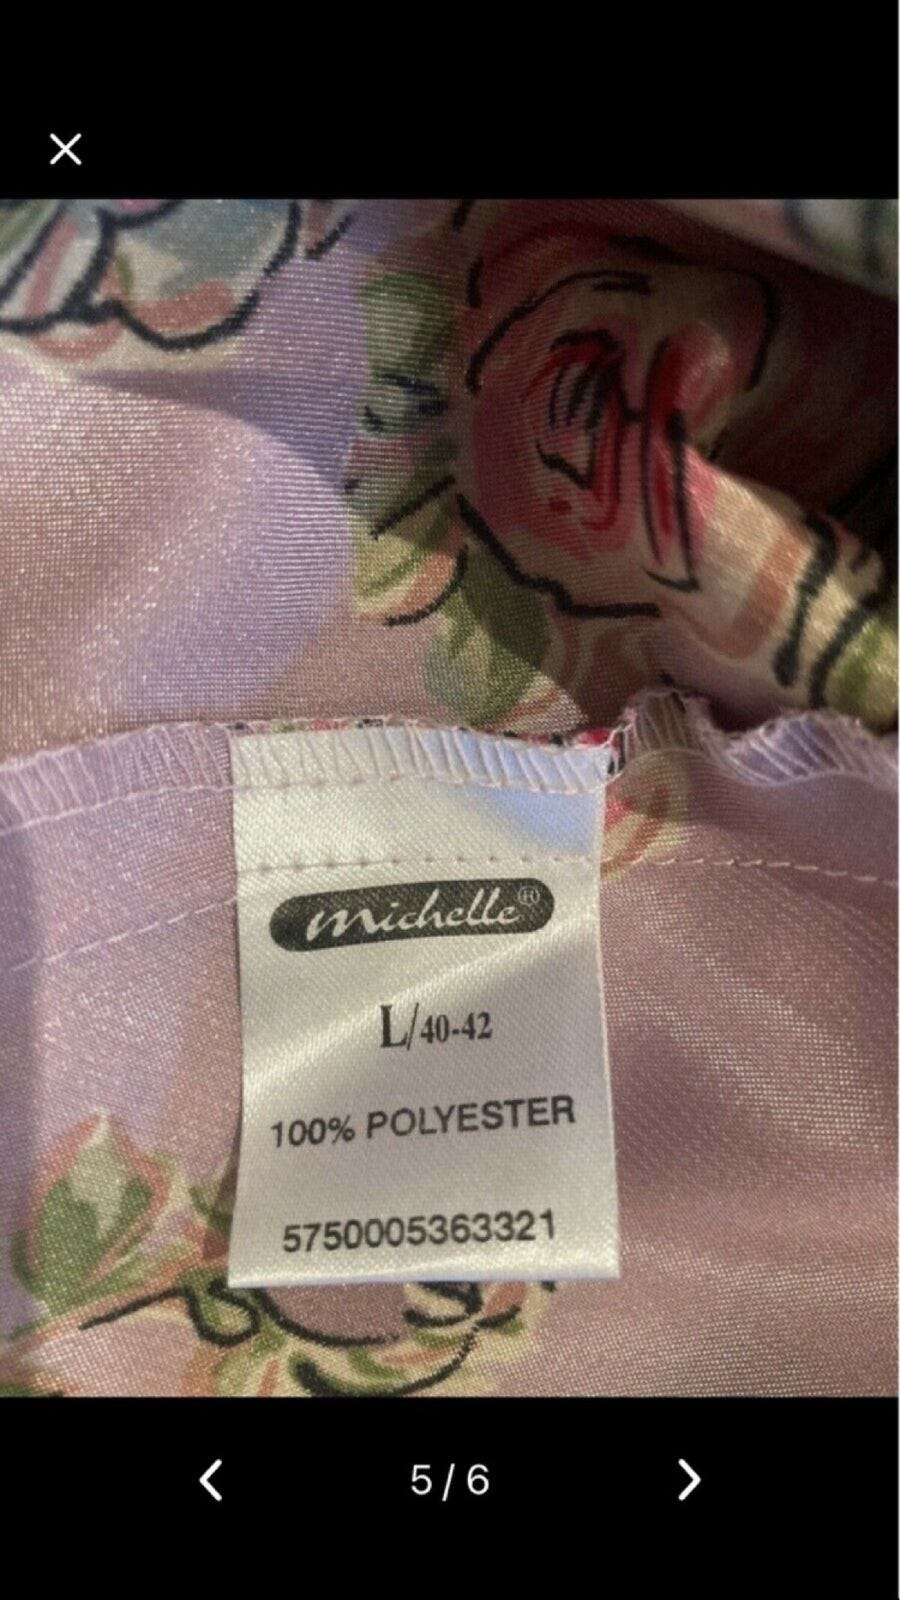 michelle®
L/40-42
100% POLYESTER
5750005363321
5/6